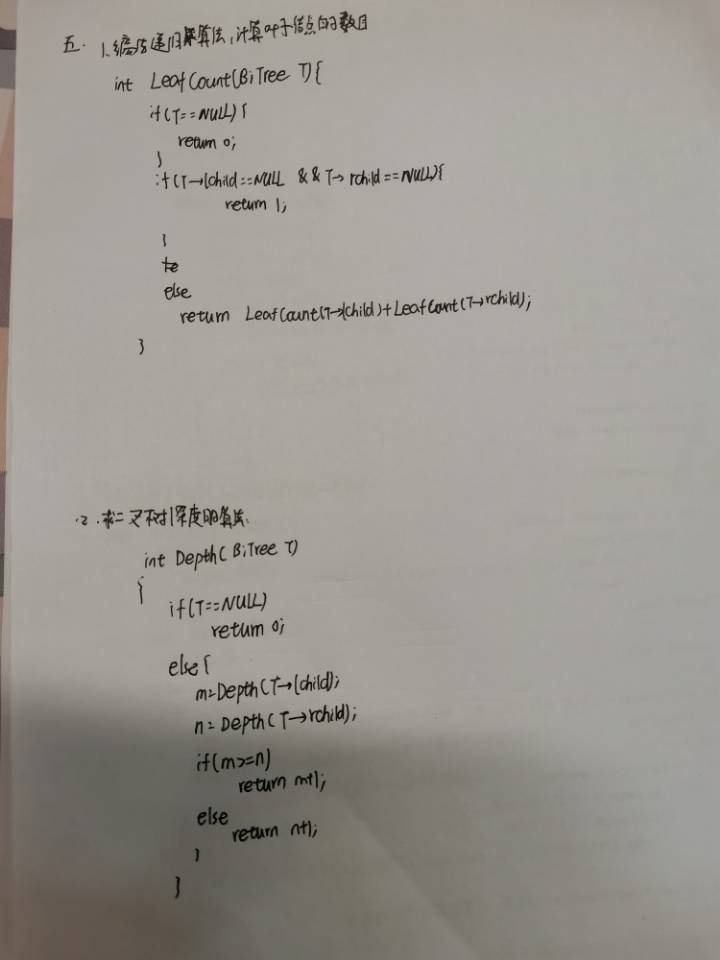 五. 1.编写递归算法,计算叶子结点的数目
int LeafCount(BiTree T){
if(T==NULL){
return 0;
}
if(T→lchild==NULL && T→rchild==NULL){
return 1;
}
else
return LeafCount(T→lchild)+LeafCount(T→rchild);
}
2.求二叉树深度的算法.
int Depth(BiTree T)
{
if(T==NULL)
return 0;
else{
m=Depth(T→lchild);
n=Depth(T→rchild);
if(m>=n)
return m+1;
else
return n+1;
}
}